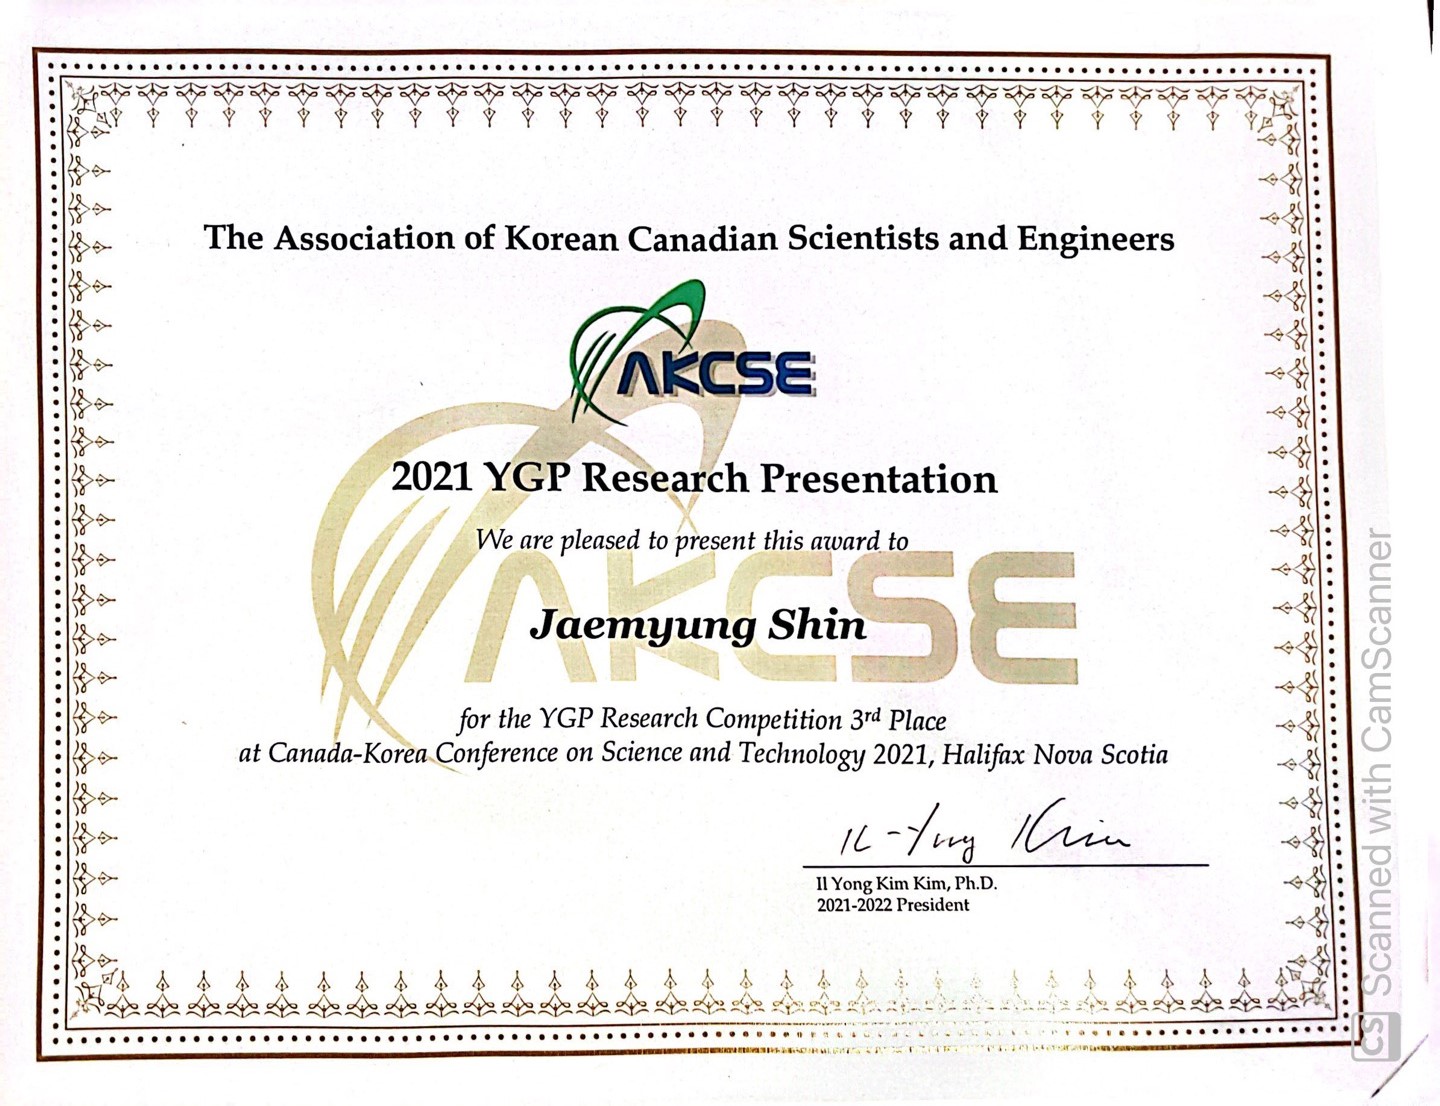 The Association of Korean Canadian Scientists and Engineers
AKCSE
2021 YGP Research Presentation
We are pleased to present this award to
AKCSE
Jaemyung Shin
for the YGP Research Competition 3rd Place
at Canada-Korea Conference on Science and Technology 2021, Halifax Nova Scotia
Il-Yong Kim
Il Yong Kim Kim, Ph.D.
2021-2022 President
CS Scanned with CamScanner